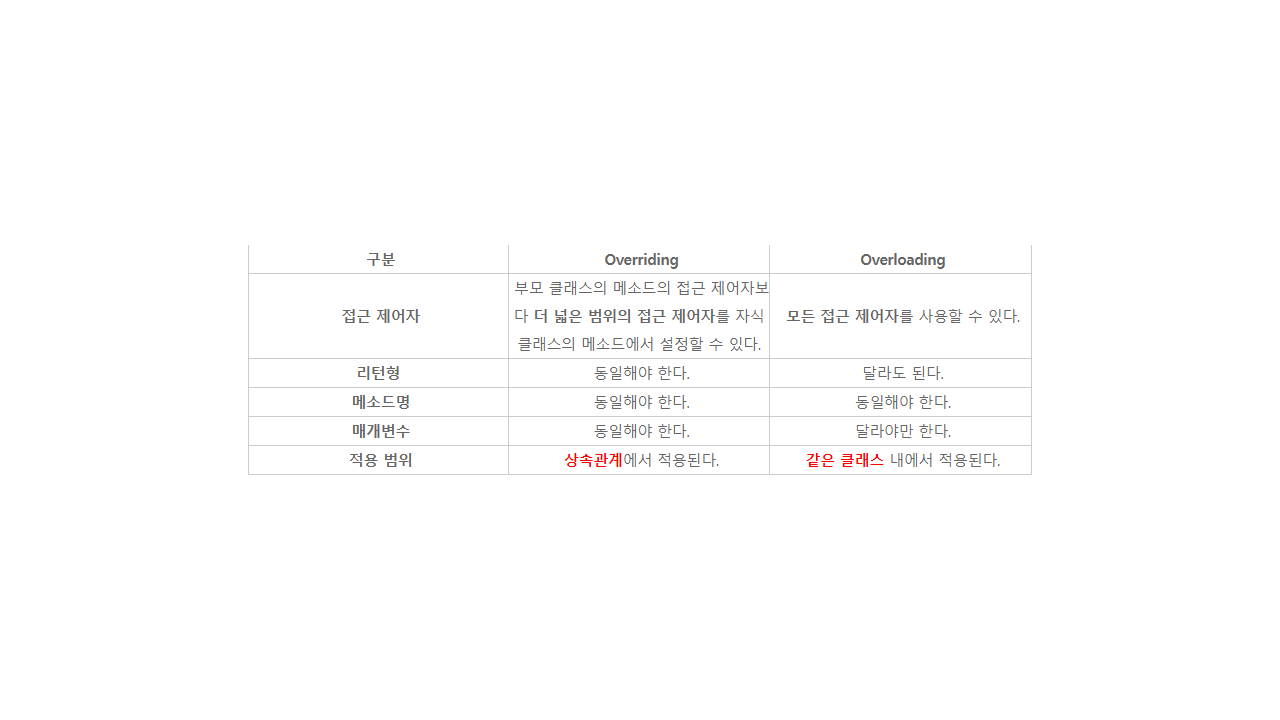 구분 Overriding Overloading
접근 제어자 부모 클래스의 메소드의 접근 제어자보
다 더 넓은 범위의 접근 제어자를 자식 모든 접근 제어자를 사용할 수 있다.
클래스의 메소드에서 설정할 수 있다.
리턴형 동일해야 한다. 달라도 된다.
메소드명 동일해야 한다. 동일해야 한다.
매개변수 동일해야 한다. 달라야만 한다.
적용 범위 상속관계에서 적용된다. 같은 클래스 내에서 적용된다.